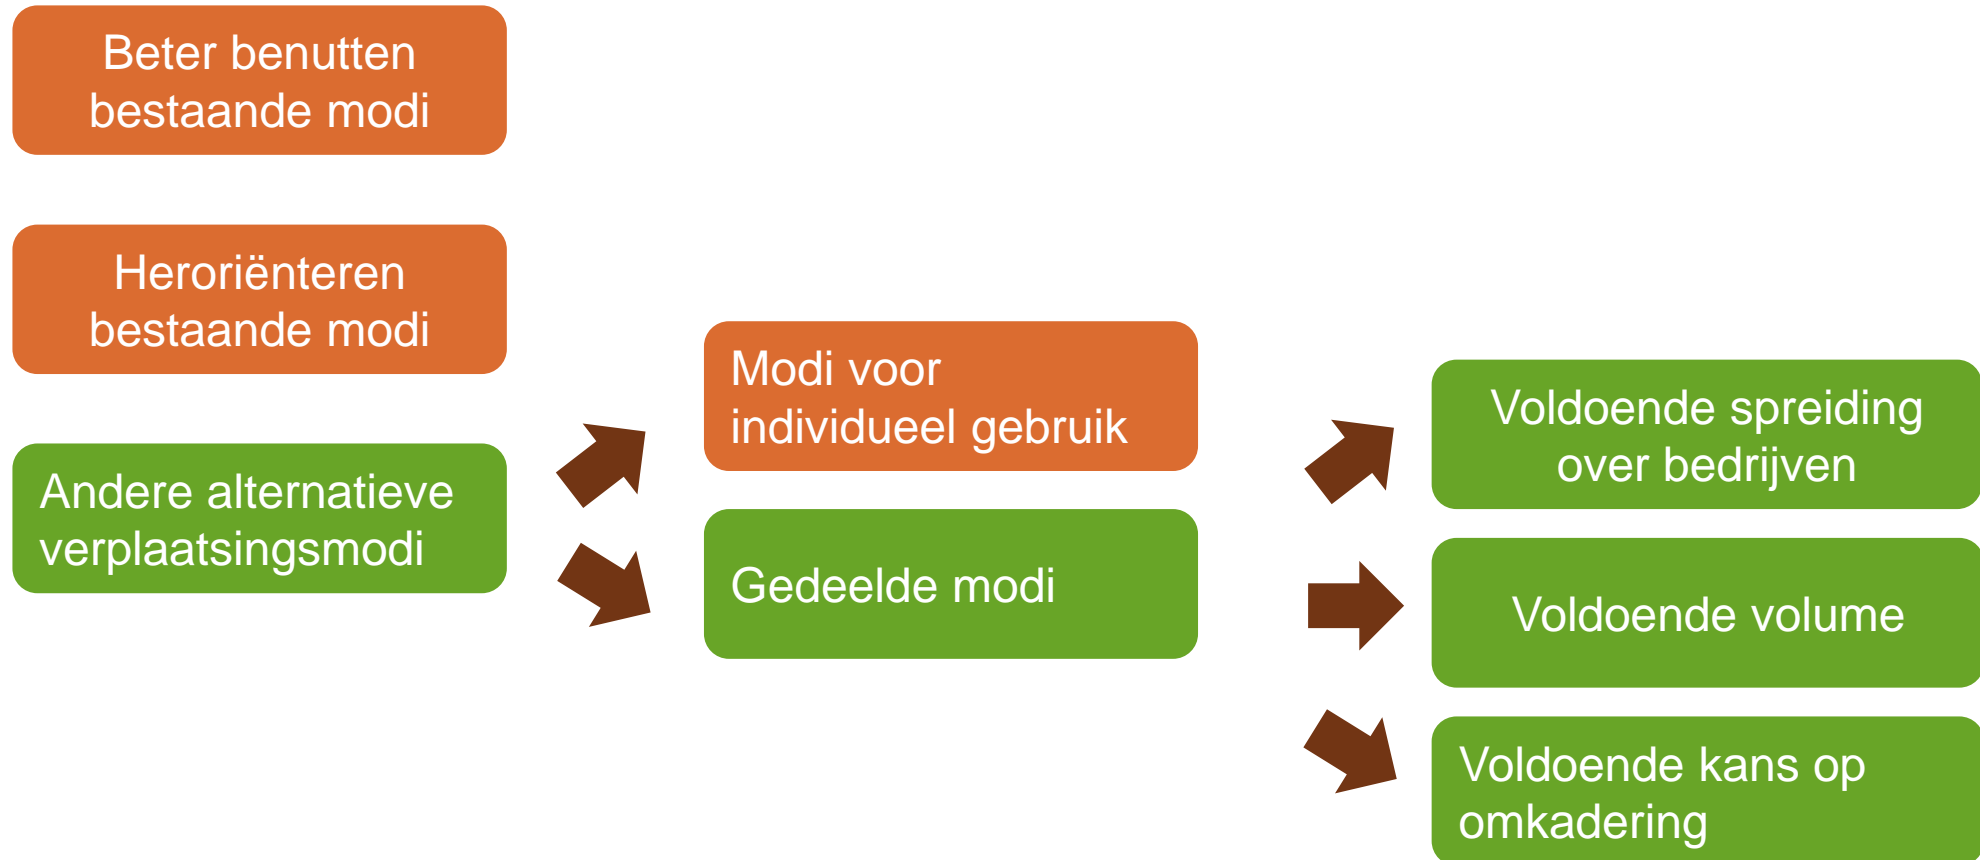 Beter benutten
bestaande modi
Heroriënteren
bestaande modi
Andere alternatieve
verplaatsingsmodi
Modi voor
individueel gebruik
Gedeelde modi
Voldoende spreiding
over bedrijven
Voldoende volume
Voldoende kans op
omkadering